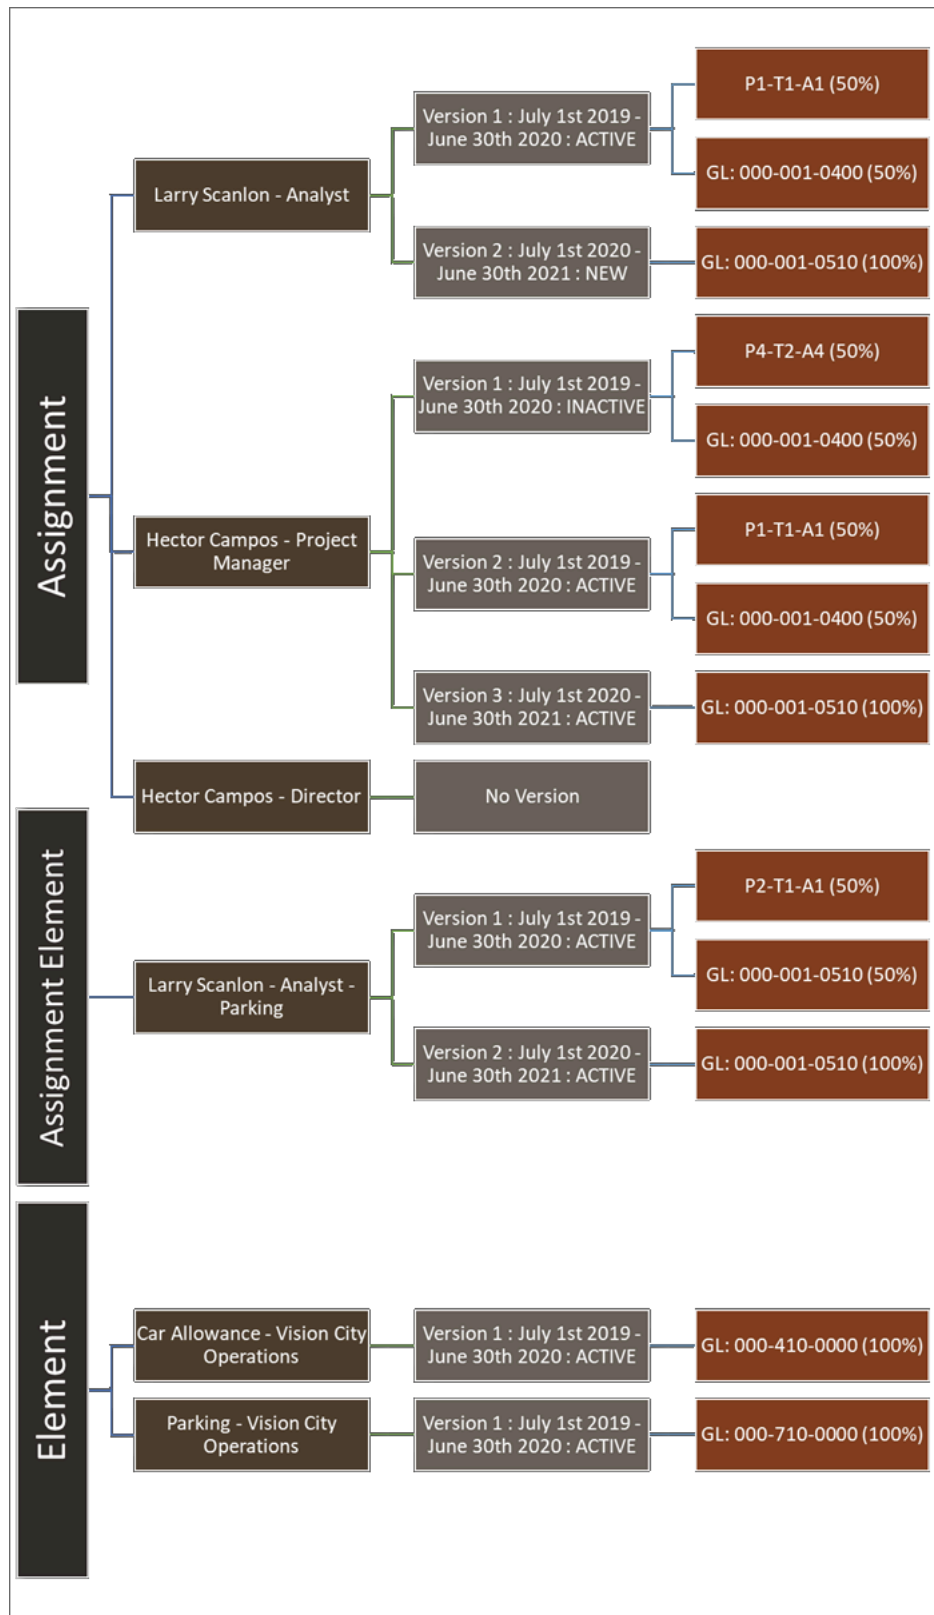 Assignment
Larry Scanlon - Analyst
Version 1 : July 1st 2019 -
June 30th 2020 : ACTIVE
P1-T1-A1 (50%)
GL: 000-001-0400 (50%)
Version 2 : July 1st 2020 -
June 30th 2021 : NEW
GL: 000-001-0510 (100%)
Hector Campos - Project
Manager
Version 1 : July 1st 2019 -
June 30th 2020 : INACTIVE
P4-T2-A4 (50%)
GL: 000-001-0400 (50%)
Version 2 : July 1st 2019 -
June 30th 2020 : ACTIVE
P1-T1-A1 (50%)
GL: 000-001-0400 (50%)
Version 3 : July 1st 2020 -
June 30th 2021 : ACTIVE
GL: 000-001-0510 (100%)
Hector Campos - Director
No Version
Assignment Element
Larry Scanlon - Analyst -
Parking
Version 1 : July 1st 2019 -
June 30th 2020 : ACTIVE
P2-T1-A1 (50%)
GL: 000-001-0510 (50%)
Version 2 : July 1st 2020 -
June 30th 2021 : ACTIVE
GL: 000-001-0510 (100%)
Element
Car Allowance - Vision City
Operations
Version 1 : July 1st 2019 -
June 30th 2020 : ACTIVE
GL: 000-410-0000 (100%)
Parking - Vision City
Operations
Version 1 : July 1st 2019 -
June 30th 2020 : ACTIVE
GL: 000-710-0000 (100%)